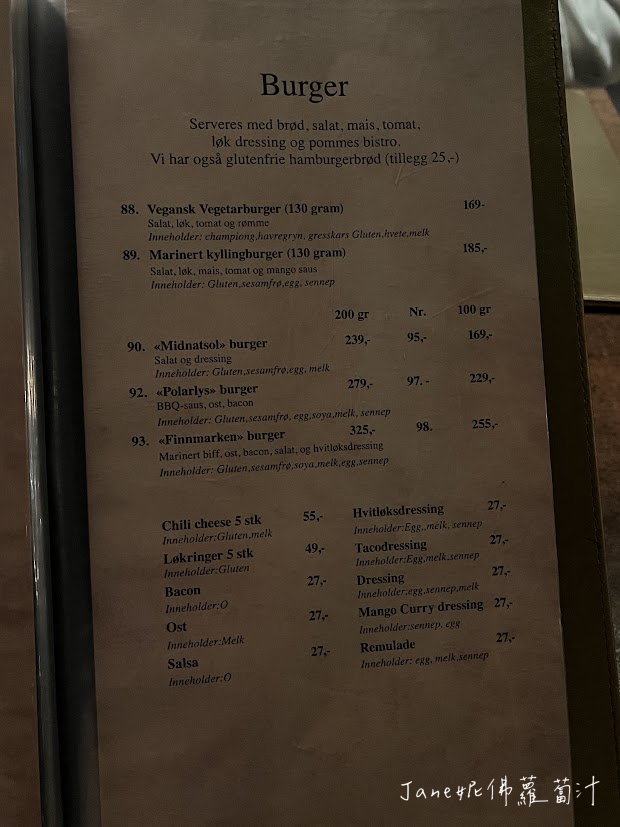 Burger
Serveres med brød, salat, mais, tomat,
løk dressing og pommes bistro.
Vi har også glutenfrie hamburgerbrød (tillegg 25,-)
88. Vegansk Vegetarburger (130 gram) 169-
Salat, løk, tomat og rømme
Inneholder: championg,havregryn, gresskars Gluten,hvete,melk
89. Marinert kyllingburger (130 gram) 185,-
Salat, løk, mais, tomat og mango saus
Inneholder: Gluten,sesamfrø,egg, sennep
200 gr Nr. 100 gr
90. «Midnatsol» burger 239,- 95,- 169,-
Salat og dressing
Inneholder: Gluten,sesamfrø,egg, melk
92. «Polarlys» burger 279,- 97. - 229,-
BBQ-saus, ost, bacon
Inneholder: Gluten,sesamfrø, egg,soya,melk, sennep
93. «Finnmarken» burger 325,- 98. 255,-
Marinert biff, ost, bacon, salat, og hvitløksdressing
Inneholder: Gluten,sesamfrø,soya,melk,egg,sennep
Chili cheese 5 stk 55,-
Inneholder:Gluten,melk
Løkringer 5 stk 49,-
Inneholder:Gluten
Bacon 27,-
Inneholder:O
Ost 27,-
Inneholder:Melk
Salsa 27,-
Inneholder:O
Hvitløksdressing 27,-
Inneholder:Egg,,melk, sennep
Tacodressing 27,-
Inneholder:Egg,melk,sennep
Dressing 27,-
Inneholder:egg,sennep,melk
Mango Curry dressing 27,-
Inneholder:sennep, egg
Remulade 27,-
Inneholder: egg, melk,sennep
Jane妮佛蘿蔔汁